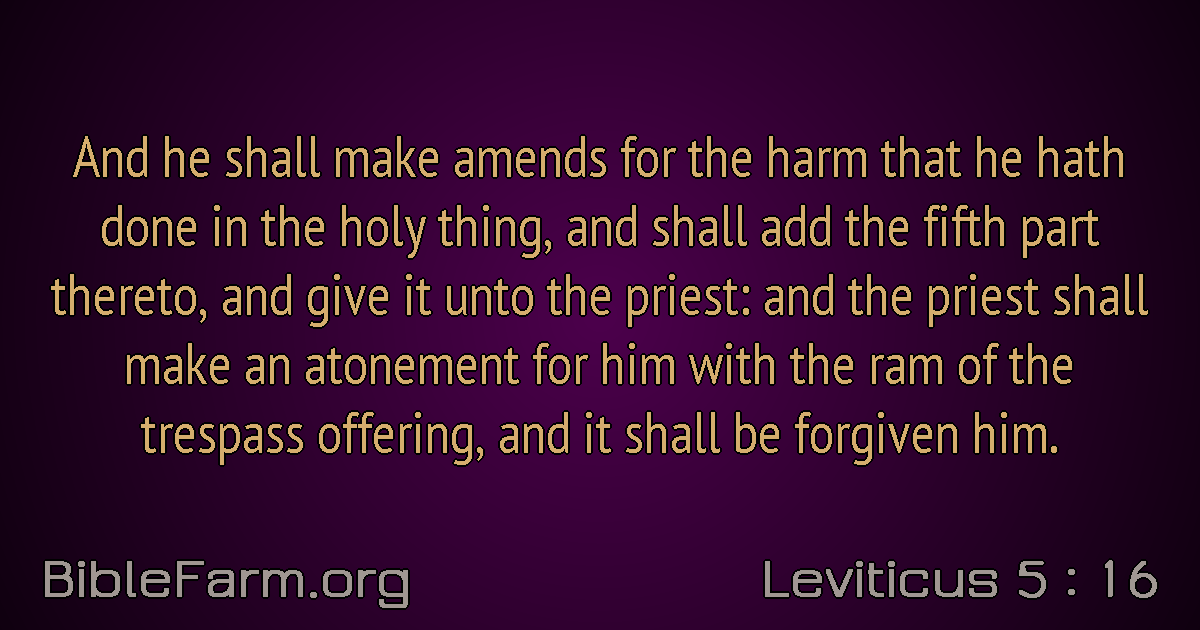 And he shall make amends for the harm that he hath
done in the holy thing, and shall add the fifth part
thereto, and give it unto the priest: and the priest shall
make an atonement for him with the ram of the
trespass offering, and it shall be forgiven him.
BibleFarm.org
Leviticus 5 : 16